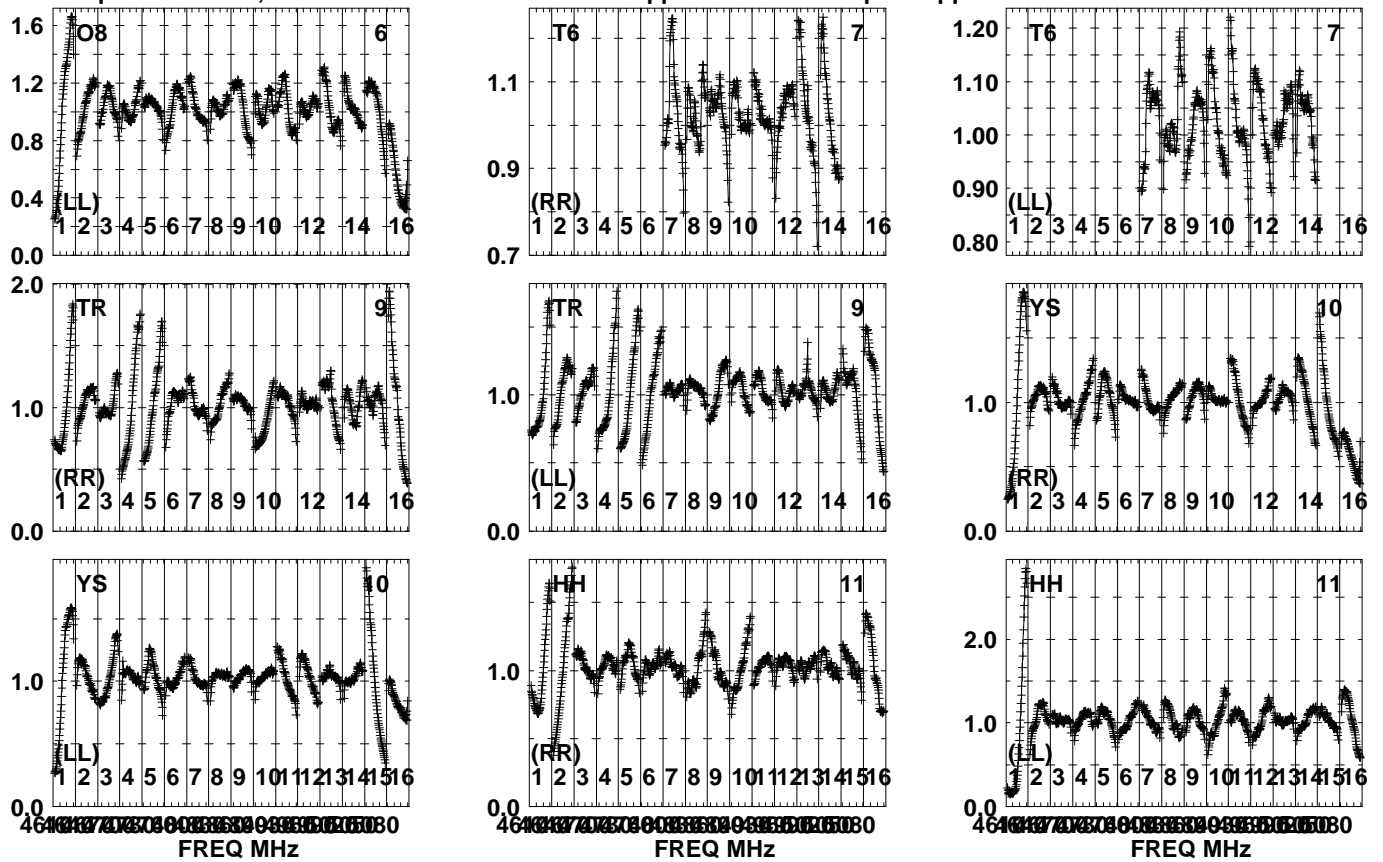 1.6 O8 6
1.2
0.8
0.4 (LL)
1 2 3 4 5 6 7 8 9 10 12 14 16
0.0
T6 7
1.1
0.9
(RR)
1 2 3 4 5 6 7 8 9 10 12 14 16
0.7
1.20 T6 7
1.10
1.00
0.90 (LL)
1 2 3 4 5 6 7 8 9 10 12 14 16
0.80
2.0 TR 9
1.0
(RR)
1 2 3 4 5 6 7 8 9 10 12 14 16
0.0
TR 9
1.0
(LL)
1 2 3 4 5 6 7 8 9 10 12 14 16
0.0
YS 10
1.0
(RR)
1 2 3 4 5 6 7 8 9 10 12 14 16
0.0
YS 10
1.0
(LL)
1 2 3 4 5 6 7 8 9 10 11 12 13 14 15 16
0.0
FREQ MHz
HH 11
1.0
(RR)
1 2 3 4 5 6 7 8 9 10 11 12 13 14 15 16
0.0
FREQ MHz
HH 11
2.0
1.0
(LL)
1 2 3 4 5 6 7 8 9 10 11 12 13 14 15 16
0.0
FREQ MHz